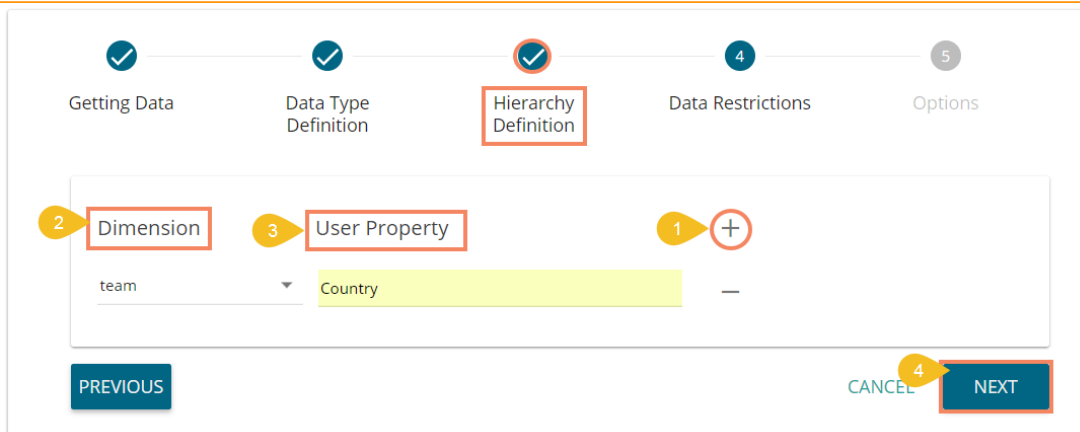 4
5
Getting Data
Data Type
Definition
Hierarchy
Definition
Data Restrictions
Options
2
Dimension
3
User Property
1
+
team
Country
PREVIOUS
CANCEL
4
NEXT